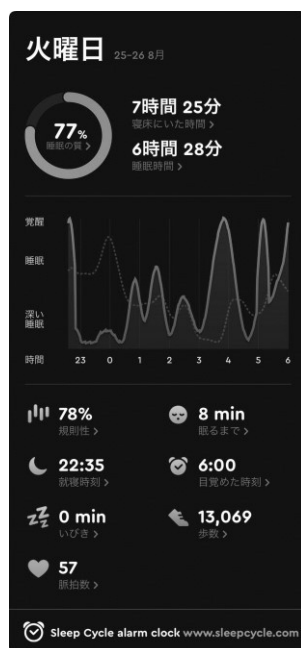 火曜日 25-26 8月
77%
睡眠の質 >
7時間 25分
寝床にいた時間 >
6時間 28分
睡眠時間 >
覚醒
睡眠
深い
睡眠
時間 23 0 1 2 3 4 5 6
78%
規則性 >
8 min
眠るまで >
22:35
就寝時刻 >
6:00
目覚めた時刻 >
0 min
いびき >
13,069
歩数 >
57
脈拍数 >
Sleep Cycle alarm clock www.sleepcycle.com